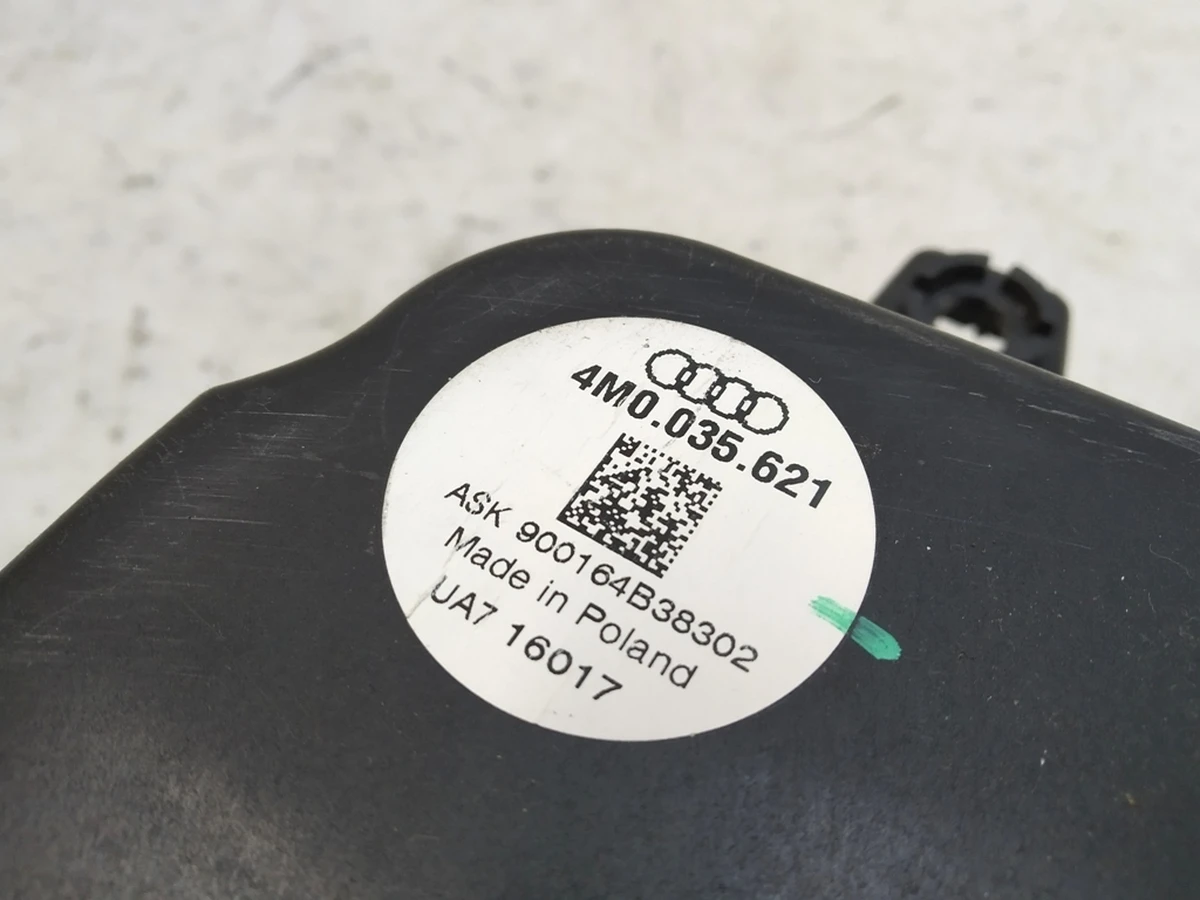 4M0.035.621
ASK 900164B38302
Made in Poland
UA7 16017